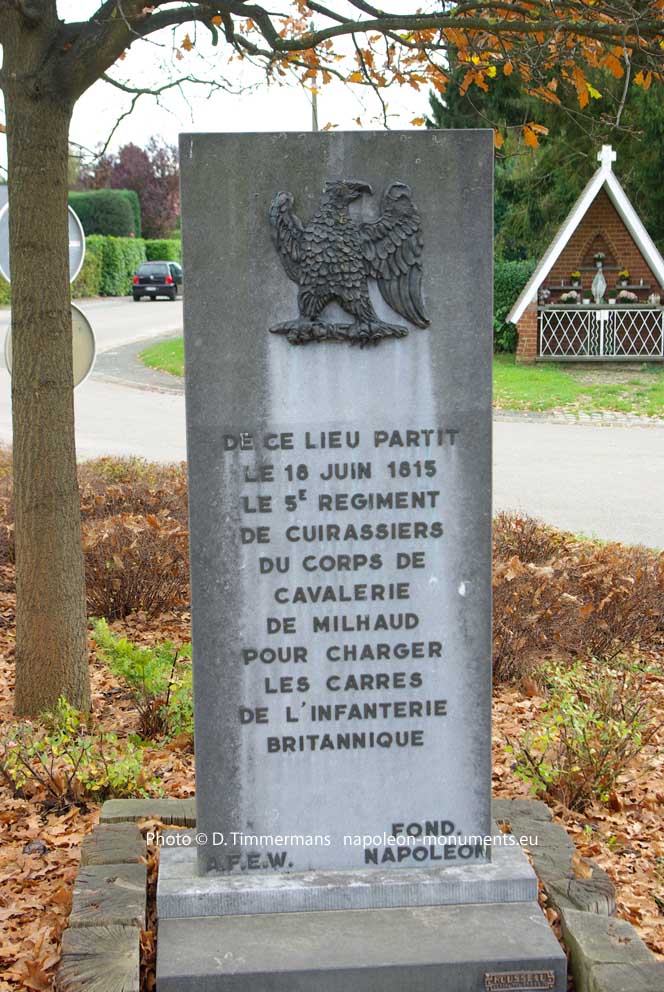 DE CE LIEU PARTIT
LE 18 JUIN 1815
LE 5E REGIMENT
DE CUIRASSIERS
DU CORPS DE
CAVALERIE
DE MILHAUD
POUR CHARGER
LES CARRES
DE L'INFANTERIE
BRITANNIQUE
FOND.
A.F.E.W. NAPOLEON
Photo © D. Timmermans napoleon-monuments.eu
ROUSSEAU